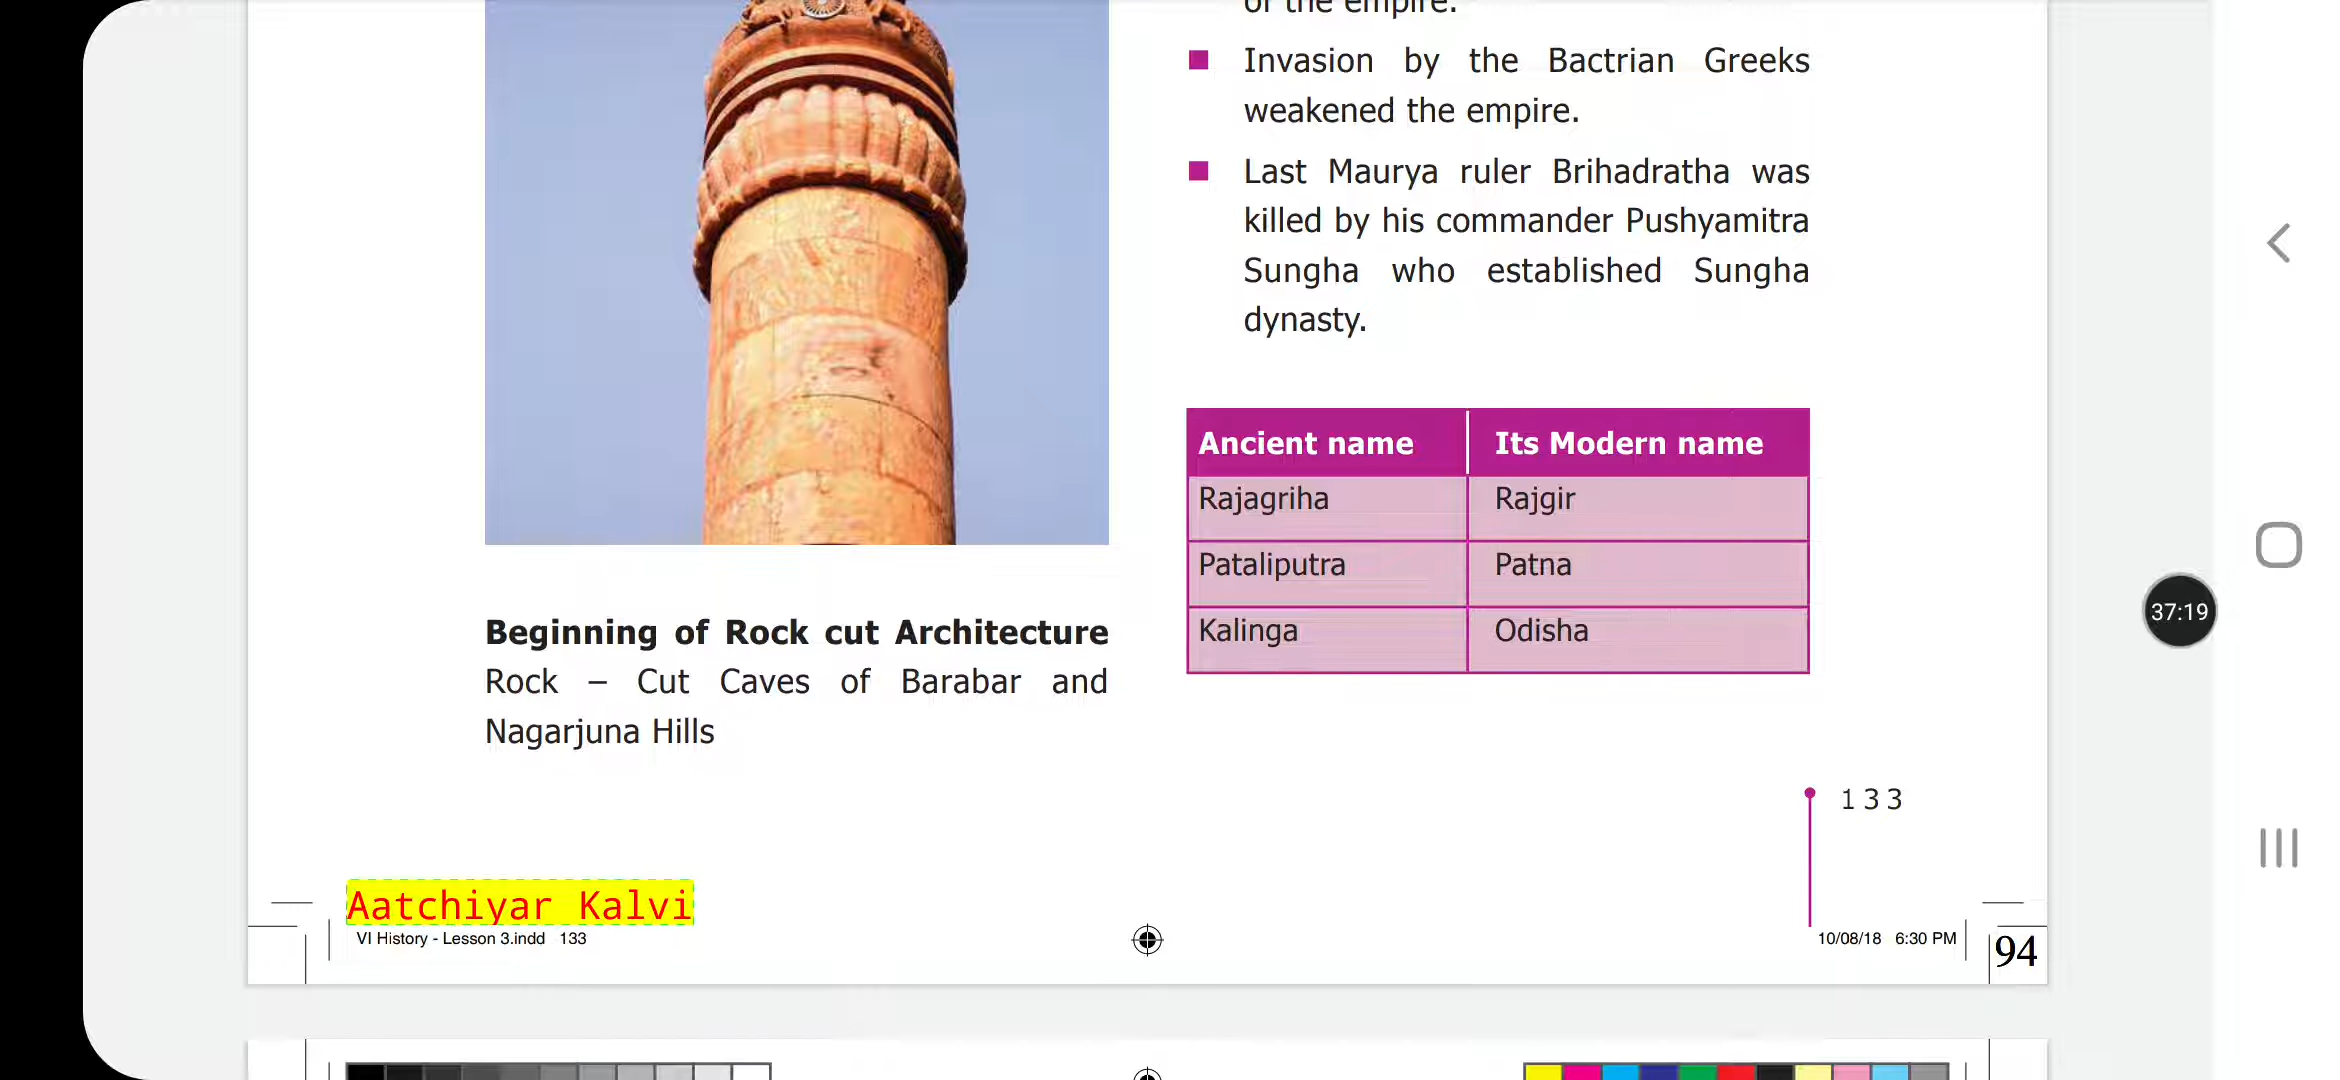 of the empire.
■ Invasion by the Bactrian Greeks
weakened the empire.
■ Last Maurya ruler Brihadratha was
killed by his commander Pushyamitra
Sungha who established Sungha
dynasty.
Ancient name Its Modern name
Rajagriha Rajgir
Pataliputra Patna
Kalinga Odisha
Beginning of Rock cut Architecture
Rock – Cut Caves of Barabar and
Nagarjuna Hills
133
Aatchiyar Kalvi
VI History - Lesson 3.indd 133
10/08/18 6:30 PM
94
37:19